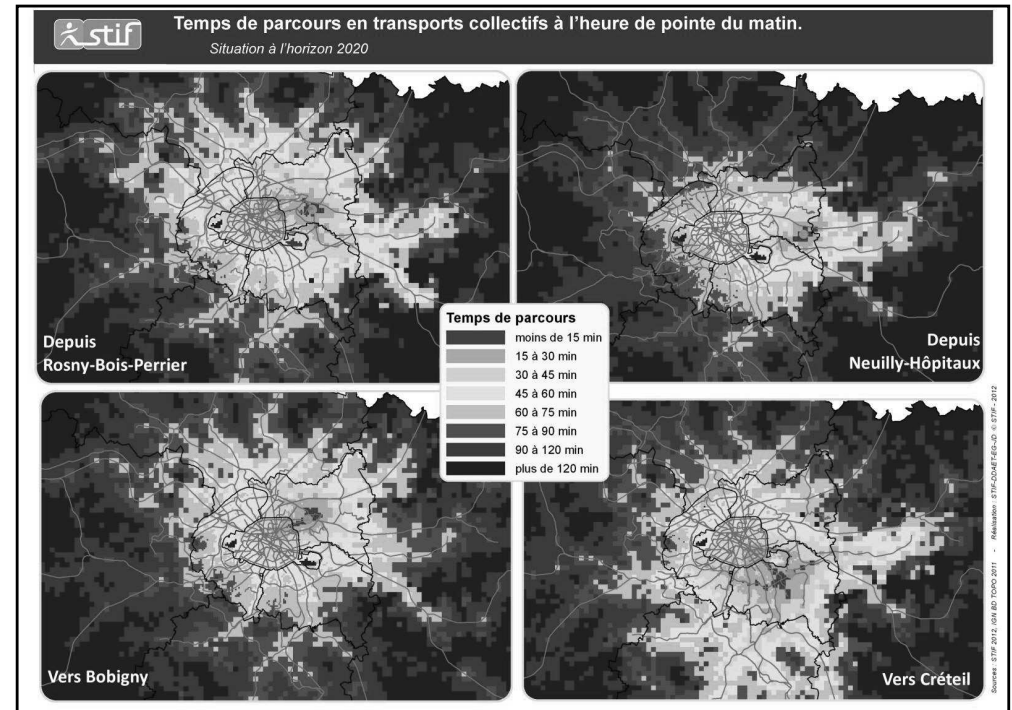 stif
Temps de parcours en transports collectifs à l'heure de pointe du matin.
Situation à l'horizon 2020
Depuis
Rosny-Bois-Perrier
Depuis
Neuilly-Hôpitaux
Temps de parcours
moins de 15 min
15 à 30 min
30 à 45 min
45 à 60 min
60 à 75 min
75 à 90 min
90 à 120 min
plus de 120 min
Vers Bobigny
Vers Créteil
Sources : STIF 2012, IGN BD TOPO 2011 - Réalisation : STIF-DDAET-EG-JD © STIF - 2012